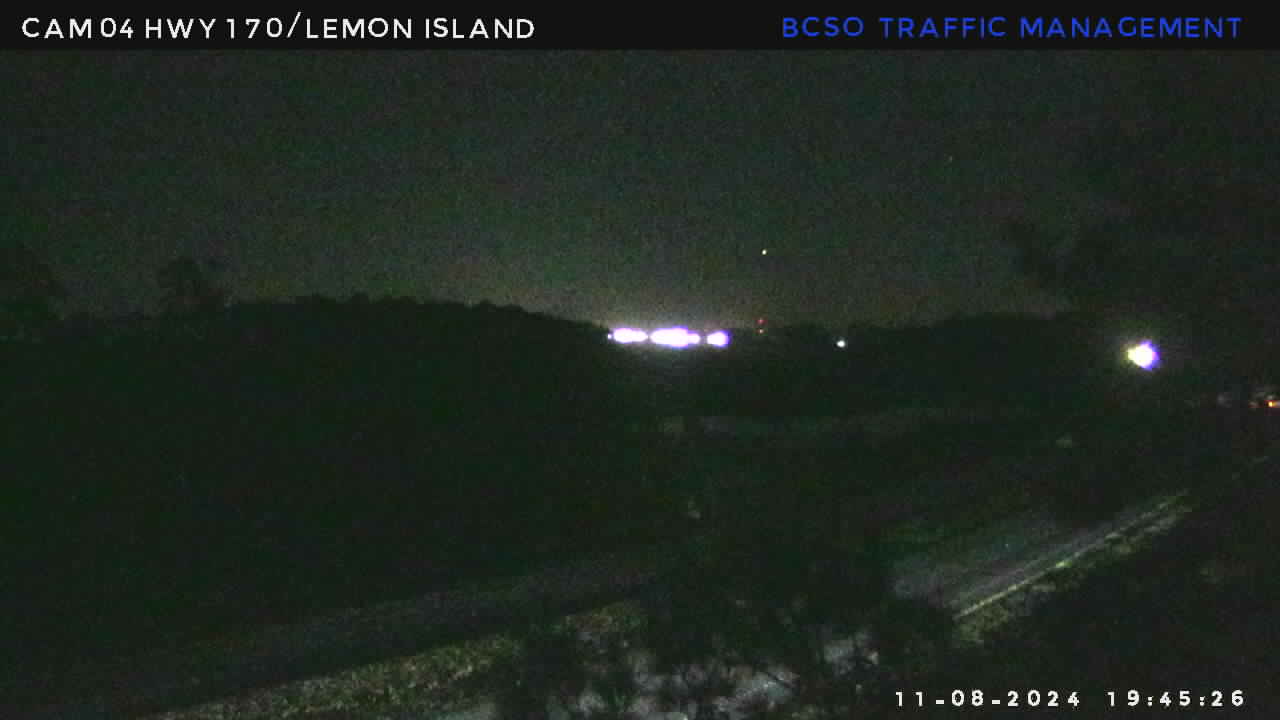 CAM04 HWY 170/LEMON ISLAND BCSO TRAFFIC MANAGEMENT
11-08-2024 19:45:26